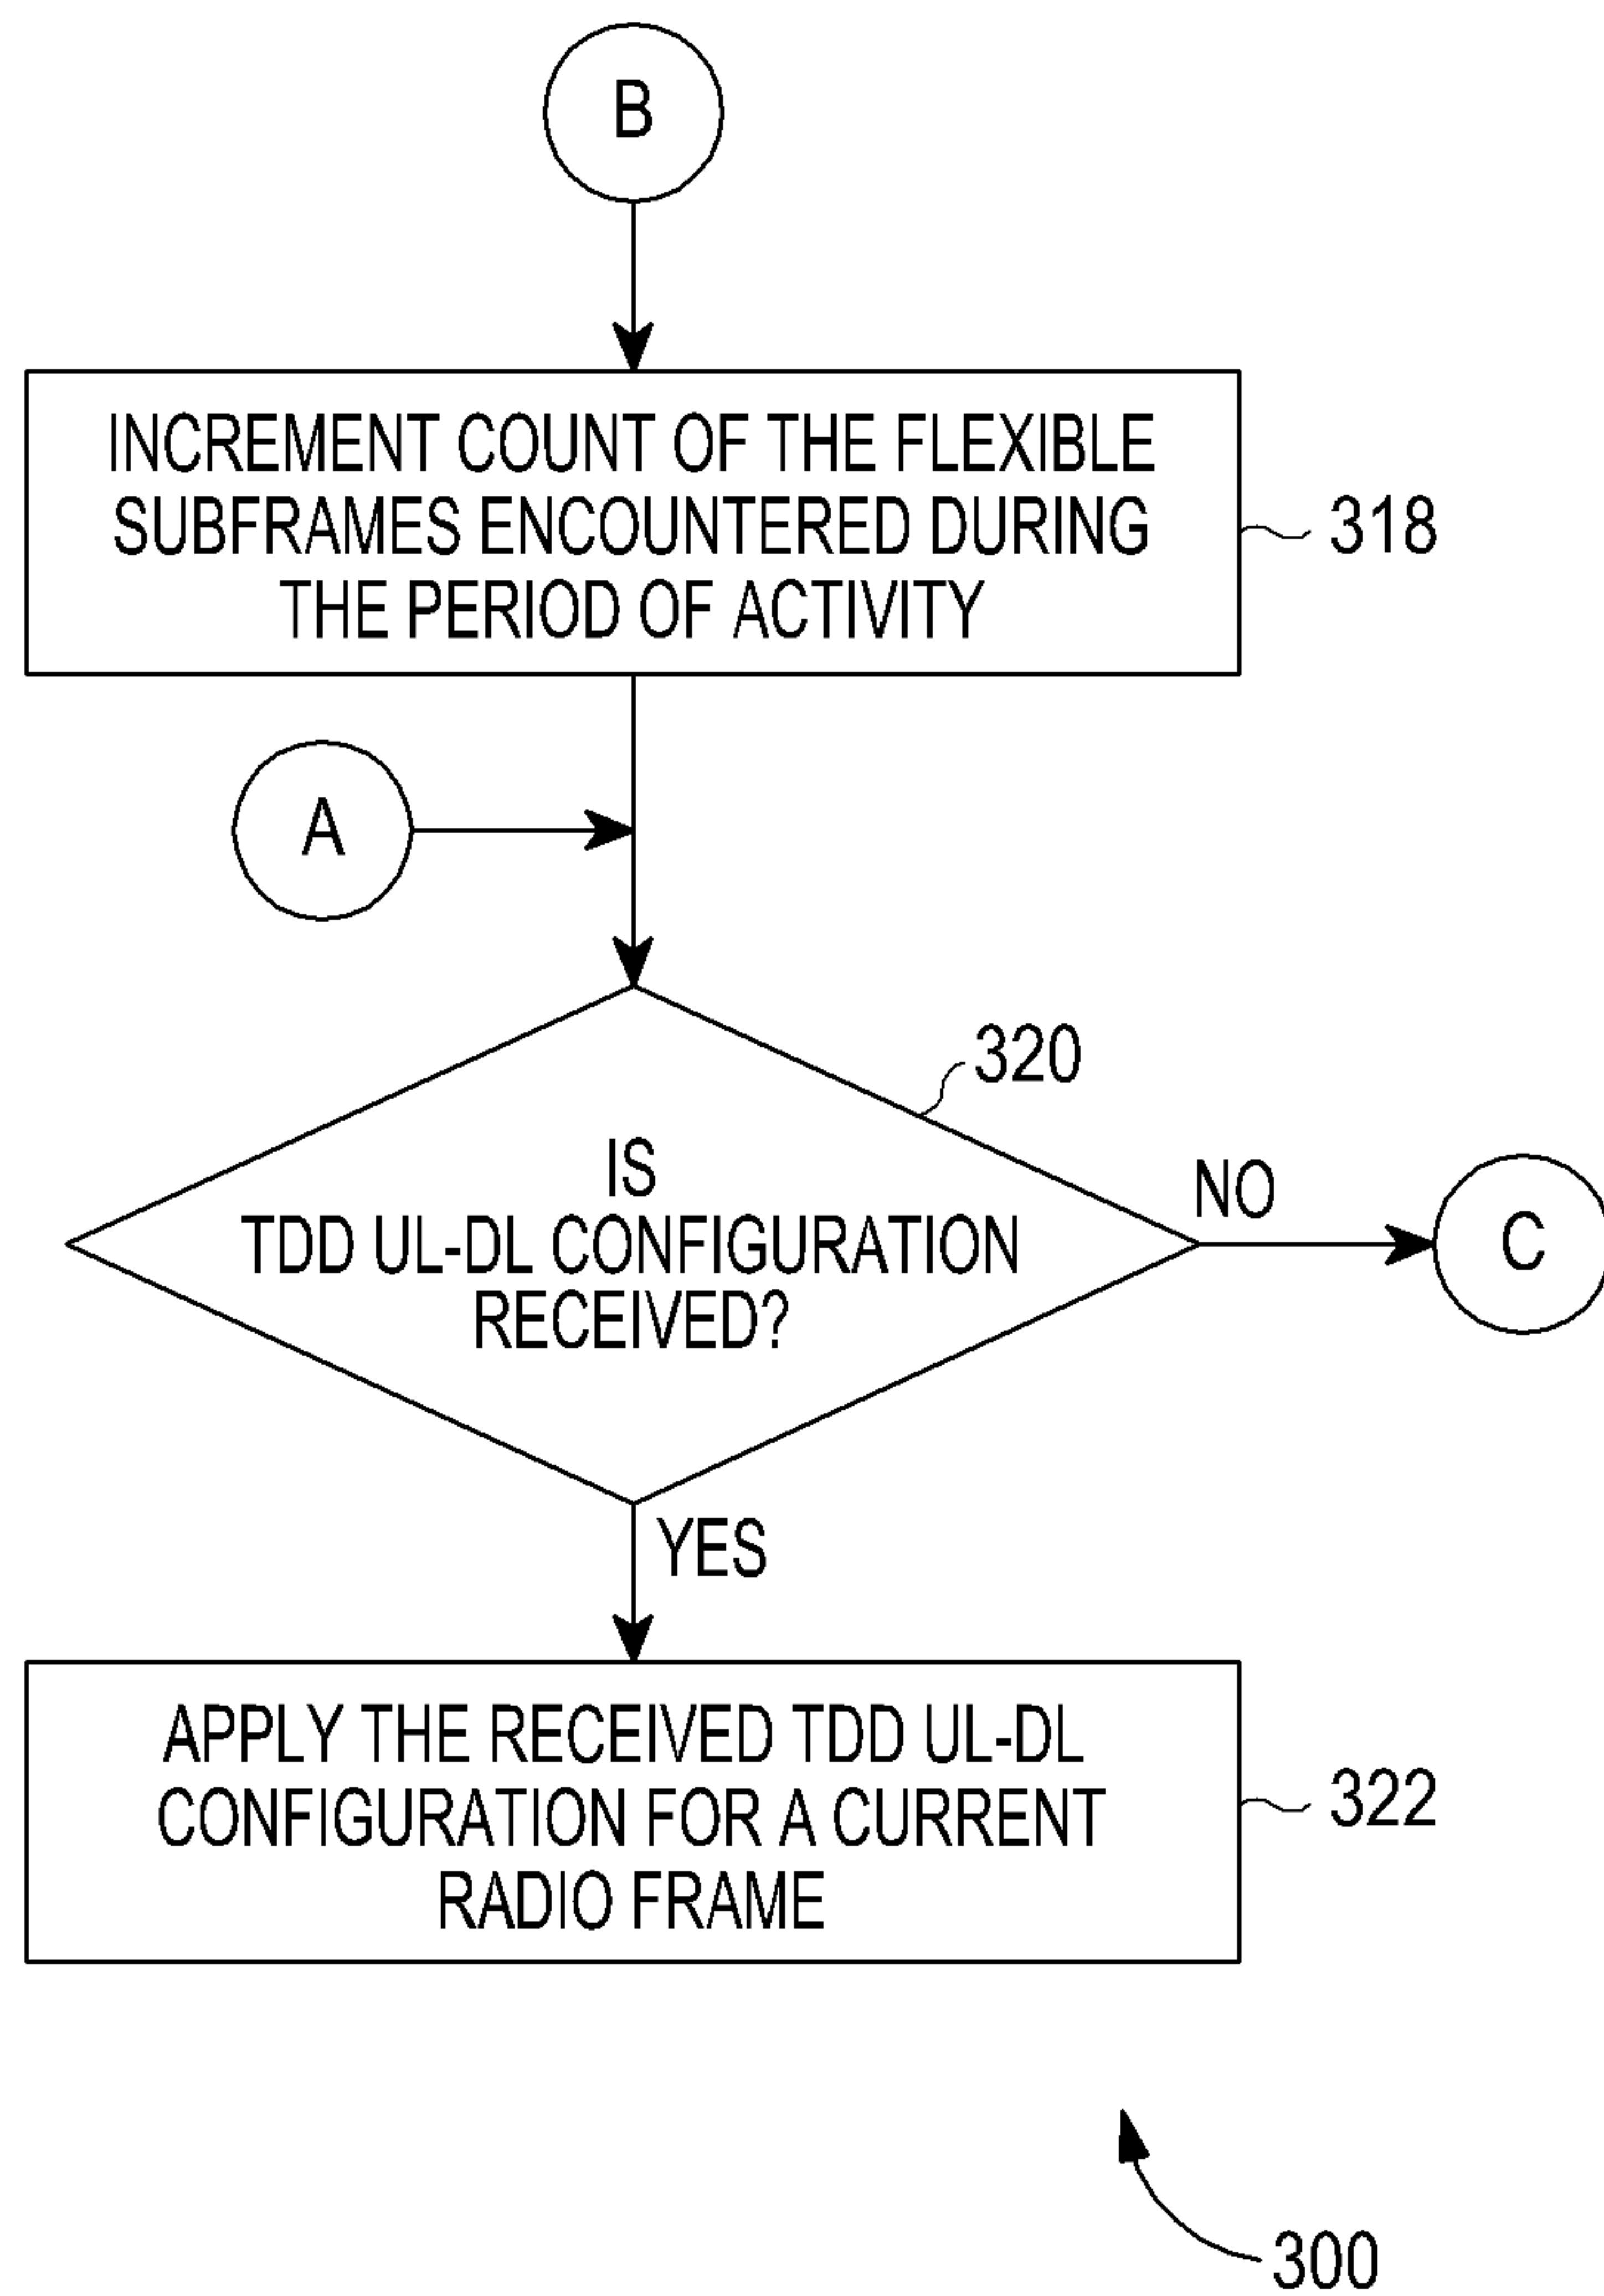 B
INCREMENT COUNT OF THE FLEXIBLE
SUBFRAMES ENCOUNTERED DURING
THE PERIOD OF ACTIVITY
318
A
320
IS
TDD UL-DL CONFIGURATION
RECEIVED?
NO
C
YES
APPLY THE RECEIVED TDD UL-DL
CONFIGURATION FOR A CURRENT
RADIO FRAME
322
300